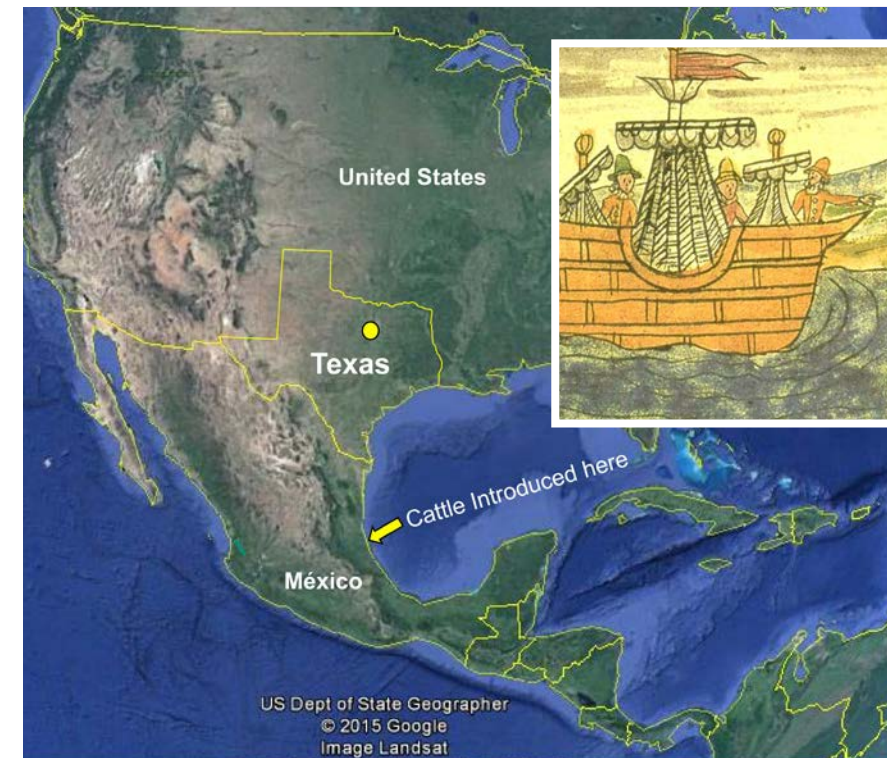 United States
Texas
Cattle Introduced here
México
US Dept of State Geographer
© 2015 Google
Image Landsat